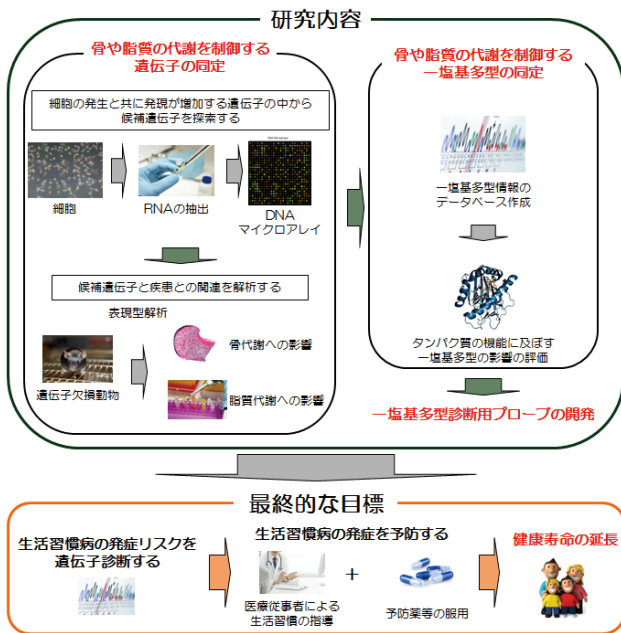 研究内容
骨や脂質の代謝を制御する
遺伝子の同定
細胞の発生と共に発現が増加する遺伝子の中から
候補遺伝子を探索する
細胞
RNAの抽出
DNA
マイクロアレイ
候補遺伝子と疾患との関連を解析する
表現型解析
遺伝子欠損動物
骨代謝への影響
脂質代謝への影響
骨や脂質の代謝を制御する
一塩基多型の同定
一塩基多型情報の
データベース作成
タンパク質の機能に及ぼす
一塩基多型の影響の評価
一塩基多型診断用プローブの開発
最終的な目標
生活習慣病の発症リスクを
遺伝子診断する
生活習慣病の発症を予防する
医療従事者による
生活習慣の指導
+
予防薬等の服用
健康寿命の延長